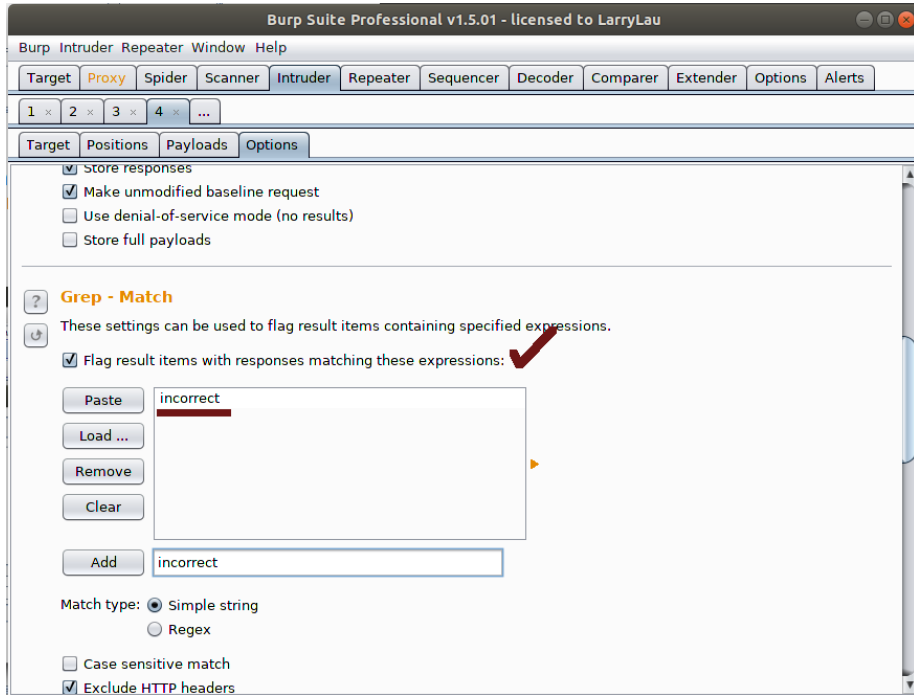 Burp Suite Professional v1.5.01 - licensed to LarryLau
Burp Intruder Repeater Window Help
Target Proxy Spider Scanner Intruder Repeater Sequencer Decoder Comparer Extender Options Alerts
1 × 2 × 3 × 4 × ...
Target Positions Payloads Options
Store responses
Make unmodified baseline request
Use denial-of-service mode (no results)
Store full payloads
? Grep - Match
These settings can be used to flag result items containing specified expressions.
Flag result items with responses matching these expressions:
Paste incorrect
Load ...
Remove
Clear
Add incorrect
Match type: Simple string
Regex
Case sensitive match
Exclude HTTP headers